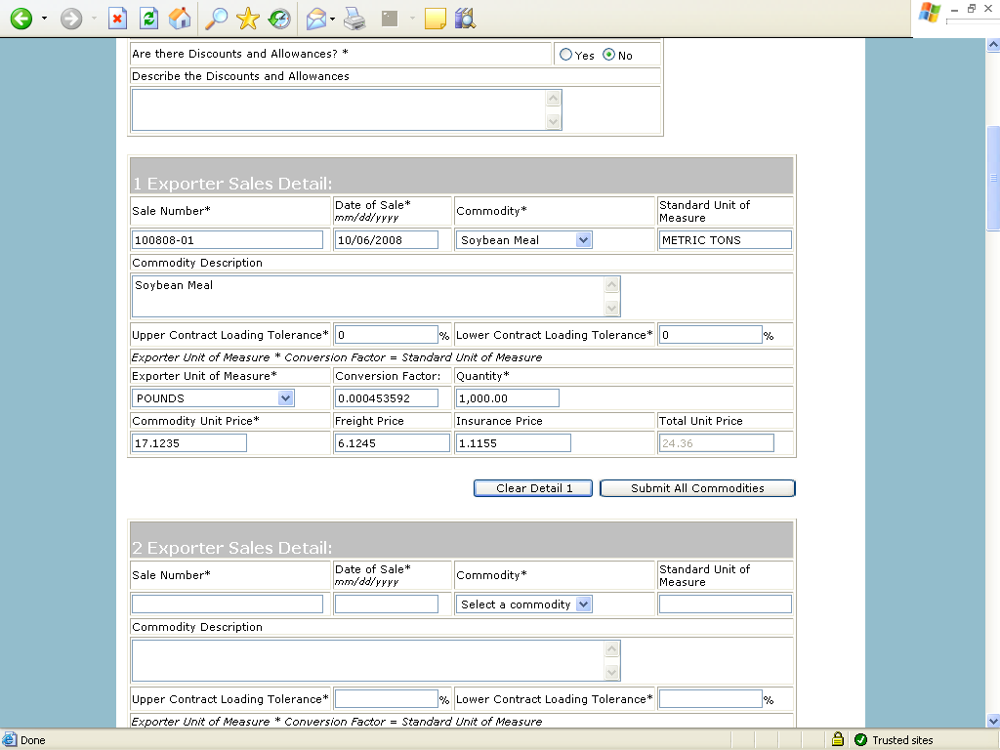 Are there Discounts and Allowances? * Yes No
Describe the Discounts and Allowances
1 Exporter Sales Detail:
Sale Number* Date of Sale* mm/dd/yyyy Commodity* Standard Unit of Measure
100808-01 10/06/2008 Soybean Meal METRIC TONS
Commodity Description
Soybean Meal
Upper Contract Loading Tolerance* 0 % Lower Contract Loading Tolerance* 0 %
Exporter Unit of Measure * Conversion Factor = Standard Unit of Measure
Exporter Unit of Measure* Conversion Factor: Quantity*
POUNDS 0.000453592 1,000.00
Commodity Unit Price* Freight Price Insurance Price Total Unit Price
17.1235 6.1245 1.1155 24.36
Clear Detail 1 Submit All Commodities
2 Exporter Sales Detail:
Sale Number* Date of Sale* mm/dd/yyyy Commodity* Standard Unit of Measure
Select a commodity
Commodity Description
Upper Contract Loading Tolerance* % Lower Contract Loading Tolerance* %
Exporter Unit of Measure * Conversion Factor = Standard Unit of Measure
Done Trusted sites